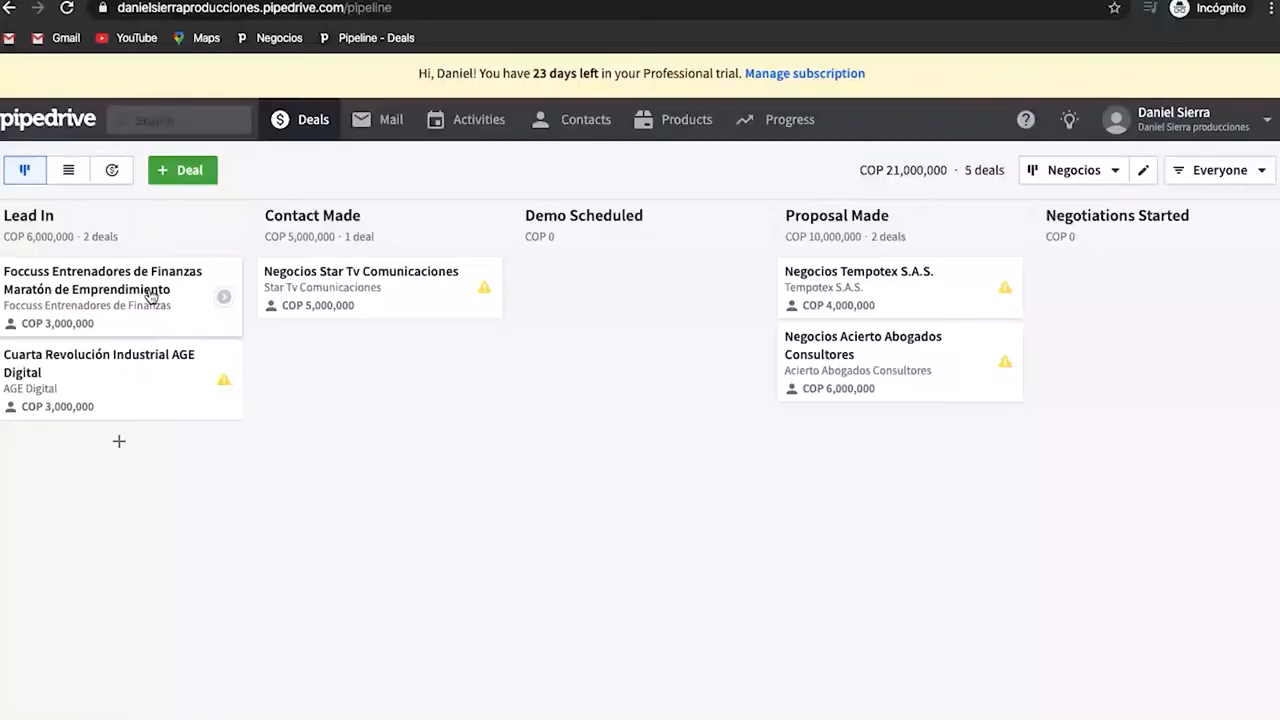 danielsierraproducciones.pipedrive.com/pipeline
Incógnito
Gmail YouTube Maps Negocios Pipeline - Deals
Hi, Daniel! You have 23 days left in your Professional trial. Manage subscription
pipedrive Search Deals Mail Activities Contacts Products Progress
Daniel Sierra
Daniel Sierra producciones
+ Deal
COP 21,000,000 · 5 deals
Negocios
Everyone
Lead In
COP 6,000,000 · 2 deals
Foccuss Entrenadores de Finanzas
Maratón de Emprendimiento
Foccuss Entrenadores de Finanzas
COP 3,000,000
Cuarta Revolución Industrial AGE
Digital
AGE Digital
COP 3,000,000
+
Contact Made
COP 5,000,000 · 1 deal
Negocios Star Tv Comunicaciones
Star Tv Comunicaciones
COP 5,000,000
Demo Scheduled
COP 0
Proposal Made
COP 10,000,000 · 2 deals
Negocios Tempotex S.A.S.
Tempotex S.A.S.
COP 4,000,000
Negocios Acierto Abogados
Consultores
Acierto Abogados Consultores
COP 6,000,000
Negotiations Started
COP 0